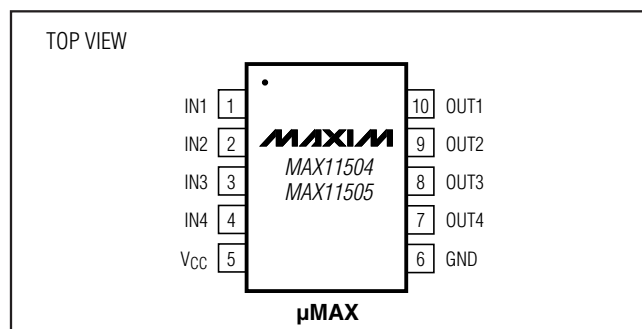 TOP VIEW
IN1 1 10 OUT1
MAXIM
IN2 2 9 OUT2
MAX11504
IN3 3 8 OUT3
MAX11505
IN4 4 7 OUT4
VCC 5 6 GND
µMAX